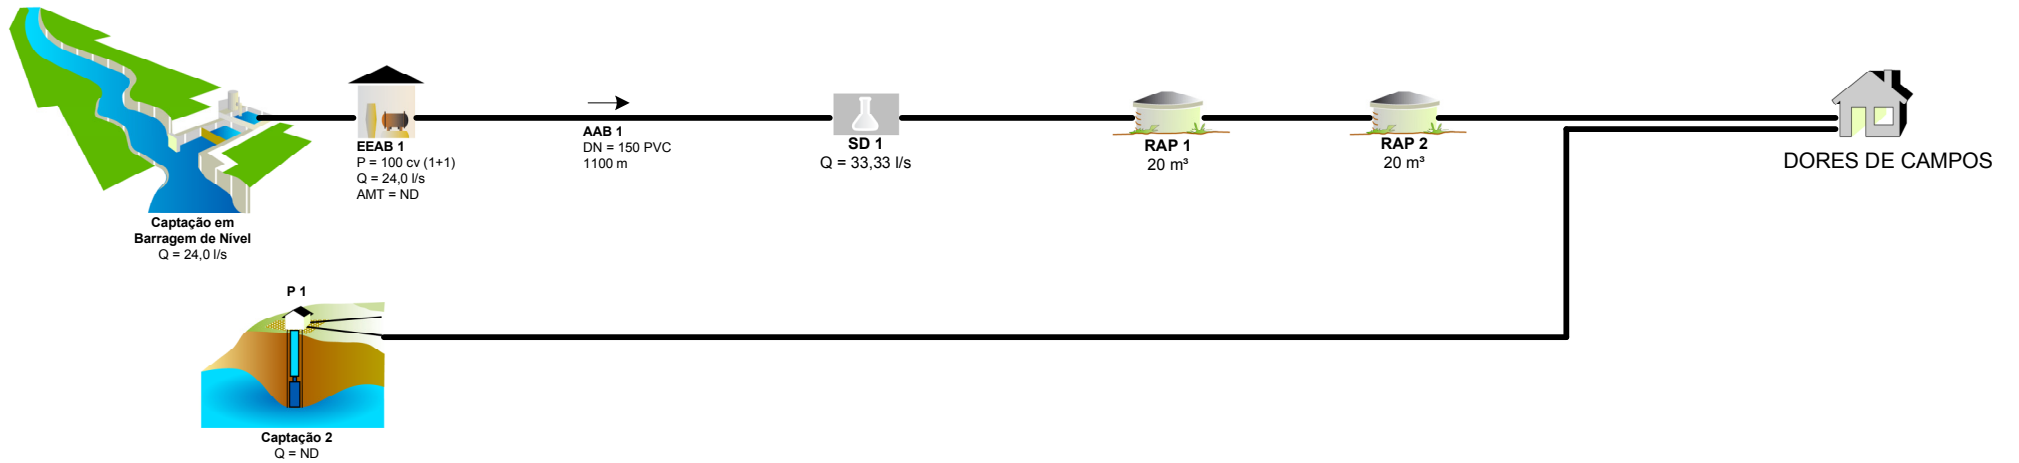 Captação em
Barragem de Nível
Q = 24,0 l/s
EEAB 1
P = 100 cv (1+1)
Q = 24,0 l/s
AMT = ND
AAB 1
DN = 150 PVC
1100 m
SD 1
Q = 33,33 l/s
RAP 1
20 m³
RAP 2
20 m³
DORES DE CAMPOS
P 1
Captação 2
Q = ND